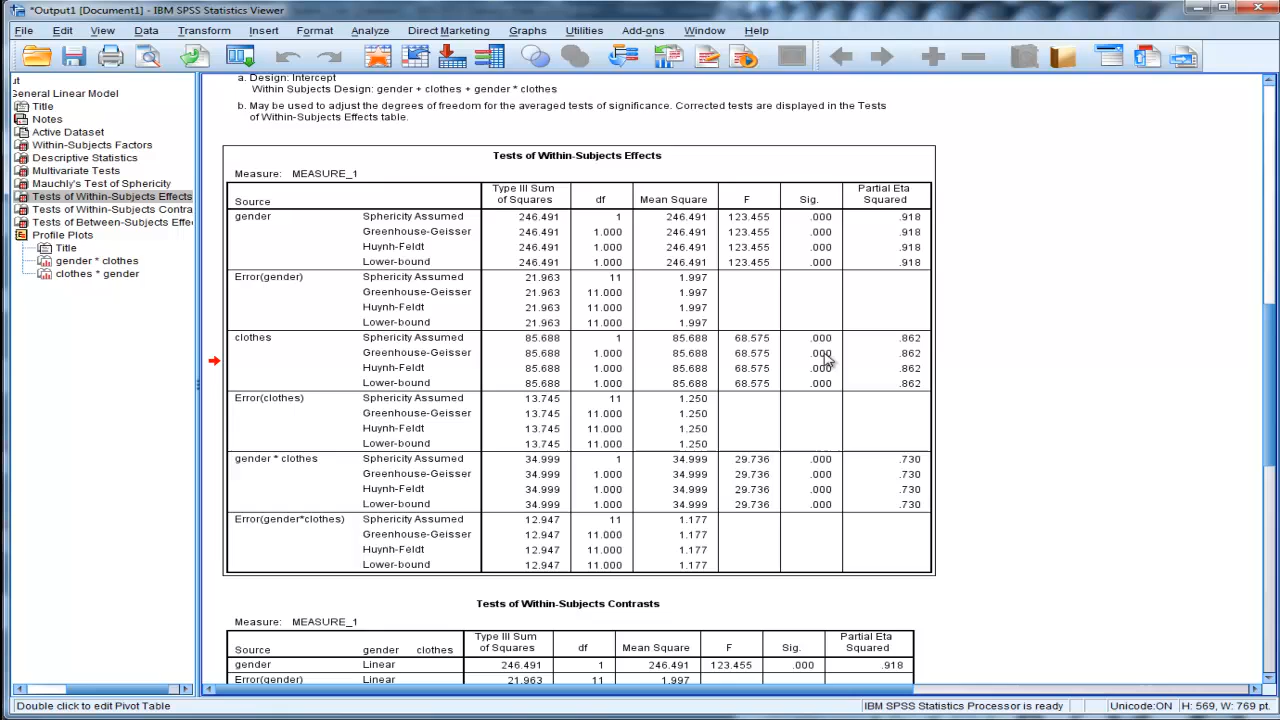 *Output1 [Document1] - IBM SPSS Statistics Viewer
File Edit View Data Transform Insert Format Analyze Direct Marketing Graphs Utilities Add-ons Window Help
ut
General Linear Model
Title
Notes
Active Dataset
Within-Subjects Factors
Descriptive Statistics
Multivariate Tests
Mauchly's Test of Sphericity
Tests of Within-Subjects Effects
Tests of Within-Subjects Contra
Tests of Between-Subjects Effe
Profile Plots
Title
gender * clothes
clothes * gender
a. Design: Intercept
Within Subjects Design: gender + clothes + gender * clothes
b. May be used to adjust the degrees of freedom for the averaged tests of significance. Corrected tests are displayed in the Tests
of Within-Subjects Effects table.
Tests of Within-Subjects Effects
Measure: MEASURE_1
Source Type III Sum of Squares df Mean Square F Sig. Partial Eta Squared
gender Sphericity Assumed 246.491 1 246.491 123.455 .000 .918
Greenhouse-Geisser 246.491 1.000 246.491 123.455 .000 .918
Huynh-Feldt 246.491 1.000 246.491 123.455 .000 .918
Lower-bound 246.491 1.000 246.491 123.455 .000 .918
Error(gender) Sphericity Assumed 21.963 11 1.997
Greenhouse-Geisser 21.963 11.000 1.997
Huynh-Feldt 21.963 11.000 1.997
Lower-bound 21.963 11.000 1.997
clothes Sphericity Assumed 85.688 1 85.688 68.575 .000 .862
Greenhouse-Geisser 85.688 1.000 85.688 68.575 .000 .862
Huynh-Feldt 85.688 1.000 85.688 68.575 .000 .862
Lower-bound 85.688 1.000 85.688 68.575 .000 .862
Error(clothes) Sphericity Assumed 13.745 11 1.250
Greenhouse-Geisser 13.745 11.000 1.250
Huynh-Feldt 13.745 11.000 1.250
Lower-bound 13.745 11.000 1.250
gender * clothes Sphericity Assumed 34.999 1 34.999 29.736 .000 .730
Greenhouse-Geisser 34.999 1.000 34.999 29.736 .000 .730
Huynh-Feldt 34.999 1.000 34.999 29.736 .000 .730
Lower-bound 34.999 1.000 34.999 29.736 .000 .730
Error(gender*clothes) Sphericity Assumed 12.947 11 1.177
Greenhouse-Geisser 12.947 11.000 1.177
Huynh-Feldt 12.947 11.000 1.177
Lower-bound 12.947 11.000 1.177
Tests of Within-Subjects Contrasts
Measure: MEASURE_1
Source gender clothes Type III Sum of Squares df Mean Square F Sig. Partial Eta Squared
gender Linear 246.491 1 246.491 123.455 .000 .918
Error(gender) Linear 21.963 11 1.997
Double click to edit Pivot Table IBM SPSS Statistics Processor is ready Unicode:ON H: 569, W: 769 pt.